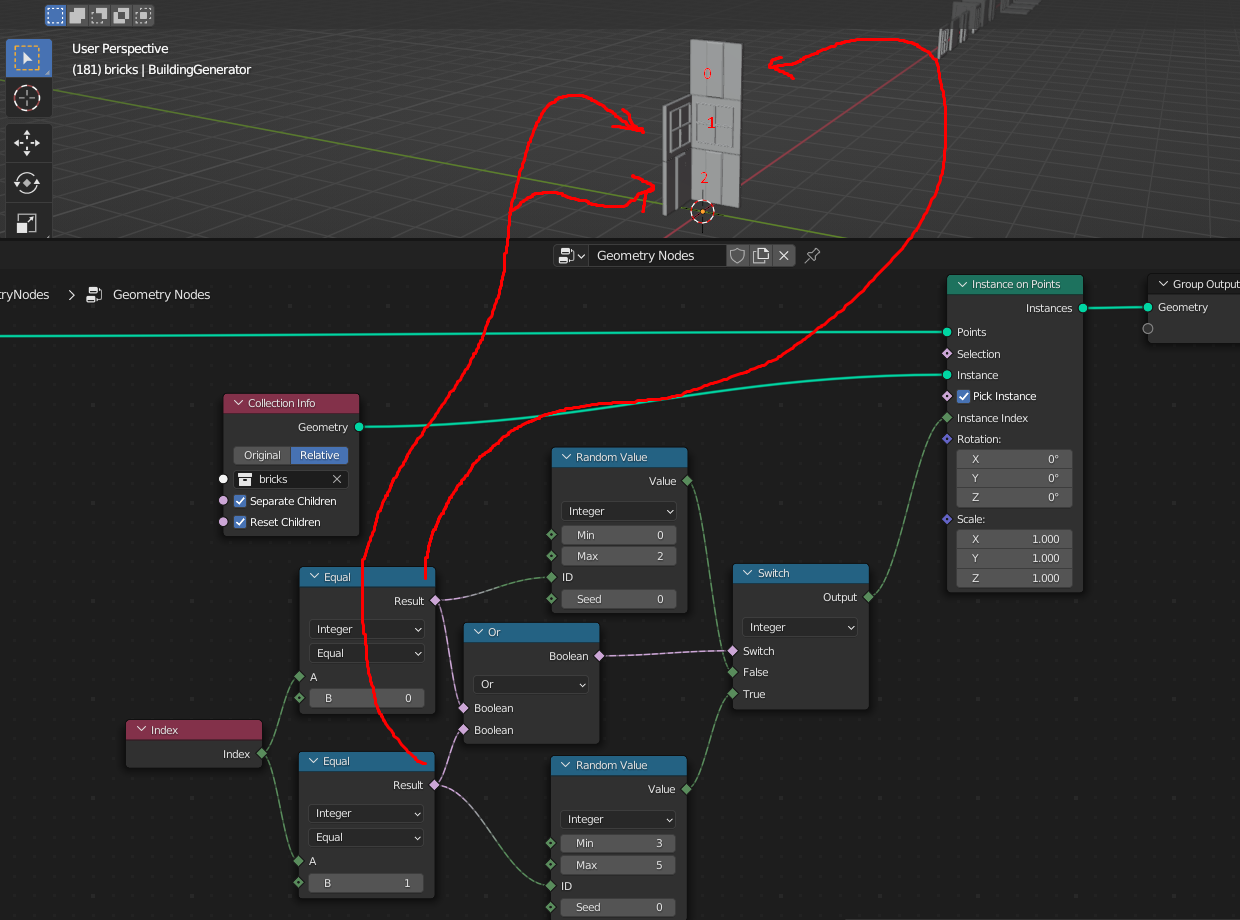 User Perspective
(181) bricks | BuildingGenerator
0
1
2
Geometry Nodes
ryNodes > Geometry Nodes
Instance on Points
Instances
Points
Selection
Instance
Pick Instance
Instance Index
Rotation:
X 0°
Y 0°
Z 0°
Scale:
X 1.000
Y 1.000
Z 1.000
Group Output
Geometry
Collection Info
Geometry
Original Relative
bricks
Separate Children
Reset Children
Random Value
Value
Integer
Min 0
Max 2
ID
Seed 0
Equal
Result
Integer
Equal
A
B 0
Or
Boolean
Or
Boolean
Boolean
Switch
Output
Integer
Switch
False
True
Index
Index
Equal
Result
Integer
Equal
A
B 1
Random Value
Value
Integer
Min 3
Max 5
ID
Seed 0